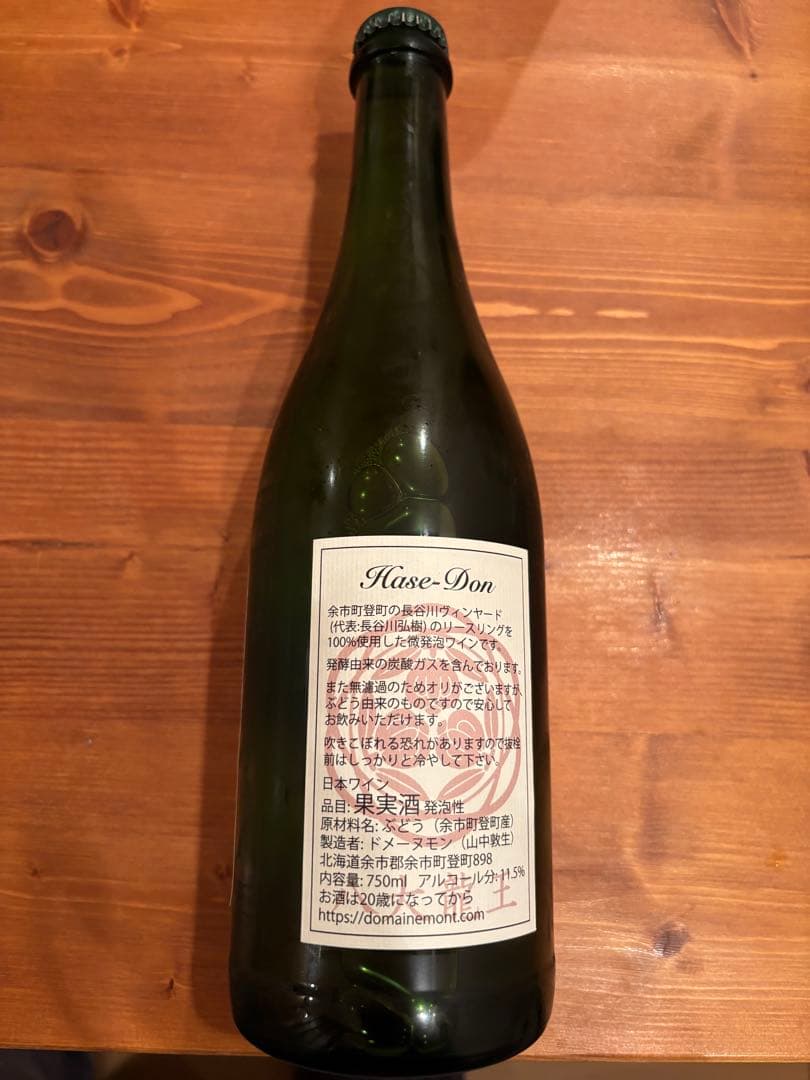 Hase-Don
余市町登町の長谷川ヴィンヤード
(代表:長谷川弘樹)のリースリングを
100%使用した微発泡ワインです。
発酵由来の炭酸ガスを含んでおります。
また無濾過のためオリがございますが、
ぶどう由来のものですので安心して
お飲みいただけます。
吹きこぼれる恐れがありますので抜栓
前はしっかりと冷やして下さい。
日本ワイン
品目: 果実酒 発泡性
原材料名: ぶどう（余市町登町産）
製造者: ドメーヌモン（山中敦生）
北海道余市郡余市町登町898
内容量: 750ml アルコール分: 11.5%
お酒は20歳になってから
https://domainemont.com
八大龍王